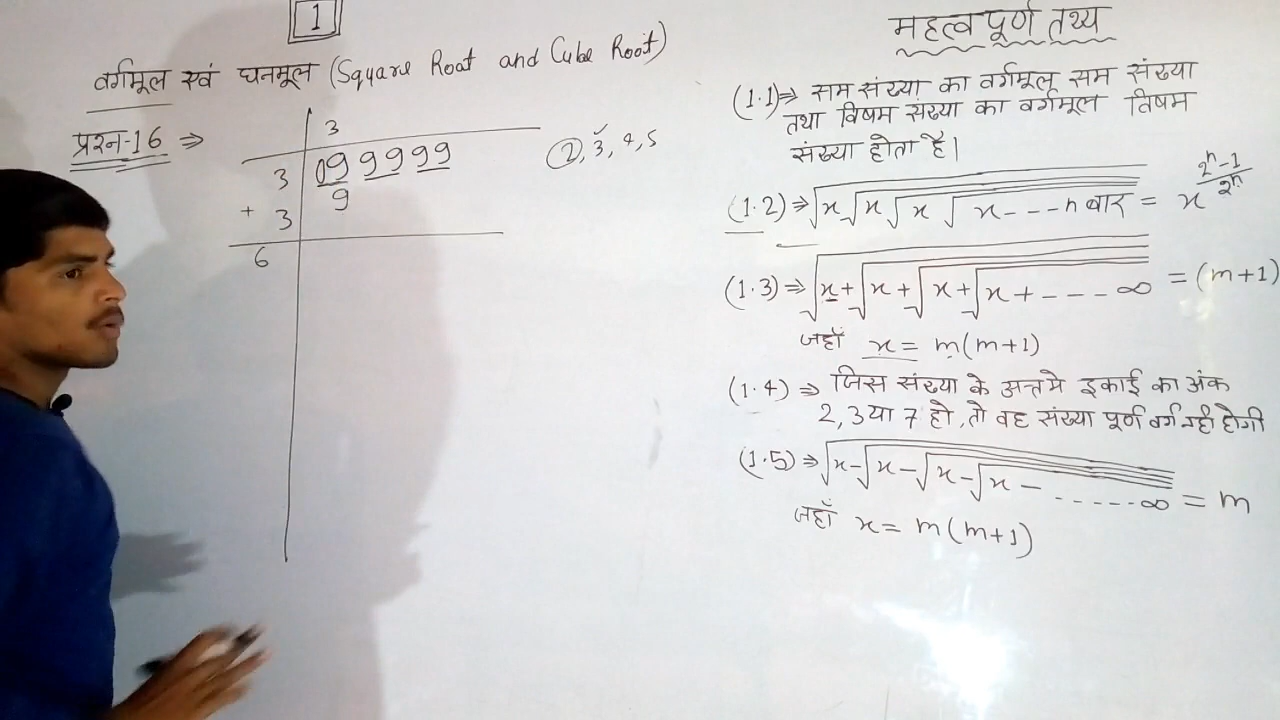 1
वर्गमूल एवं घनमूल (Square Root and Cube Root)
प्रश्न-16 ⇒
3
3 09 99 99
9
+ 3
6
2, 3, 4, 5
महत्वपूर्ण तथ्य
(1.1)⇒ सम संख्या का वर्गमूल सम संख्या
तथा विषम संख्या का वर्गमूल विषम
संख्या होता है।
(1.2)⇒ √x√x√x√x---n बार = x^(2^n-1)/2^n
(1.3)⇒ √x+√x+√x+√x+---∞ = (m+1)
जहाँ x = m(m+1)
(1.4)⇒ जिस संख्या के अन्त मे इकाई का अंक
2, 3 या 7 हो, तो वह संख्या पूर्ण वर्ग नही होगी
(1.5)⇒ √x-√x-√x-√x-......∞ = m
जहाँ x = m(m+1)